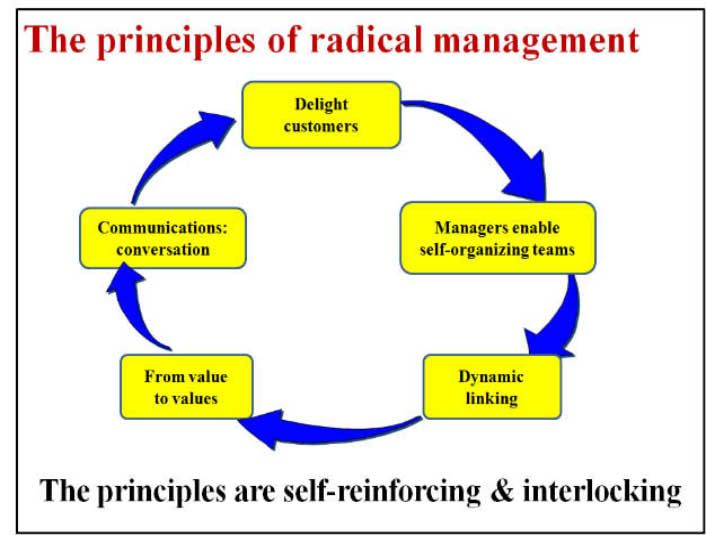 The principles of radical management
Delight
customers
Managers enable
self-organizing teams
Dynamic
linking
From value
to values
Communications:
conversation
The principles are self-reinforcing & interlocking